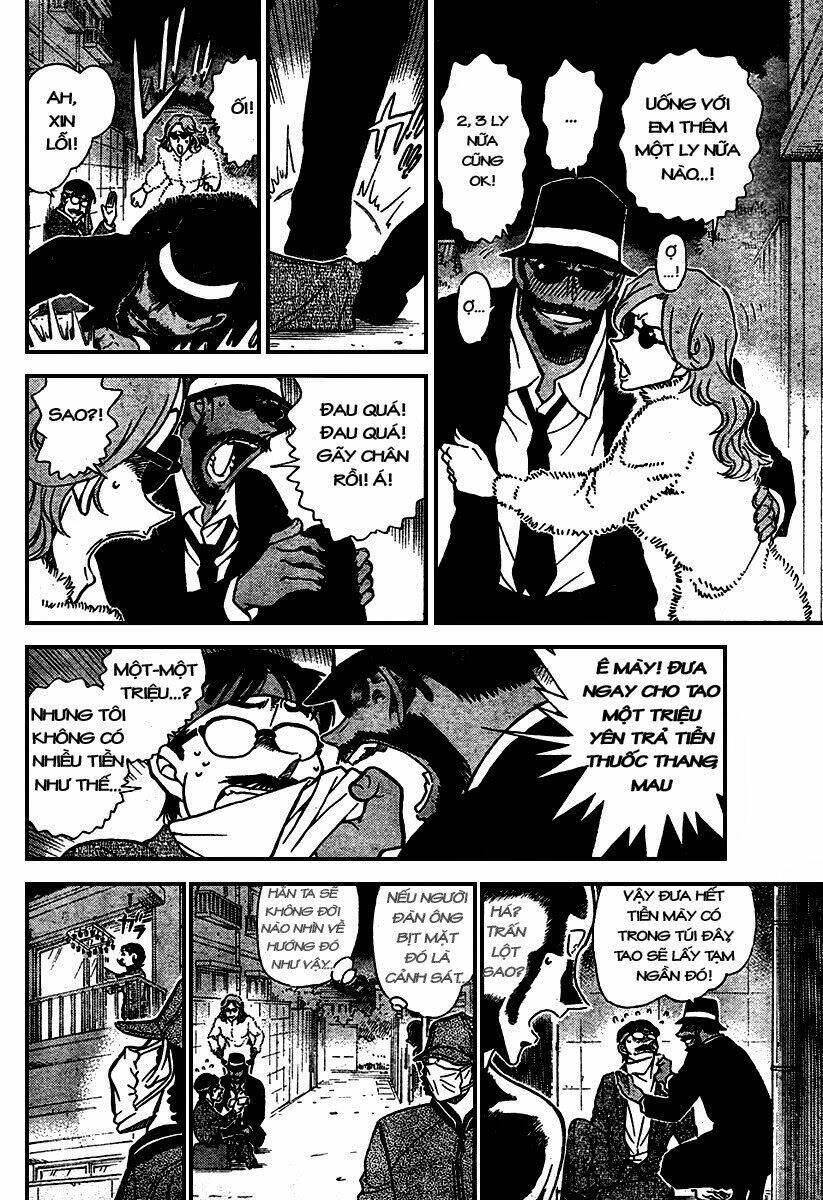 UỐNG VỚI
EM THÊM
MỘT LY NỮA
NÀO...!
...
2, 3 LY
NỮA
CŨNG
OK!
Ợ
...!
Ợ...
ỐI!
AH,
XIN
LỖI!
ĐAU QUÁ!
ĐAU QUÁ!
GÃY CHÂN
RỒI! Á!
SAO?!
Ê MÀY! ĐƯA
NGAY CHO TAO
MỘT TRIỆU
YÊN TRẢ TIỀN
THUỐC THANG
MAU
MỘT-MỘT
TRIỆU...?
NHƯNG TÔI
KHÔNG CÓ
NHIỀU TIỀN
NHƯ THẾ...
VẬY ĐƯA HẾT
TIỀN MÀY CÓ
TRONG TÚI ĐÂY,
TAO SẼ LẤY TẠM
NGẦN ĐÓ!
HẢ?
TRẤN
LỘT
SAO?
NẾU NGƯỜI
ĐÀN ÔNG
BỊT MẶT
ĐÓ LÀ
CẢNH SÁT...
HẮN TA SẼ
KHÔNG ĐỜI
NÀO NHÌN VỀ
HƯỚNG ĐÓ
NHƯ VẬY...